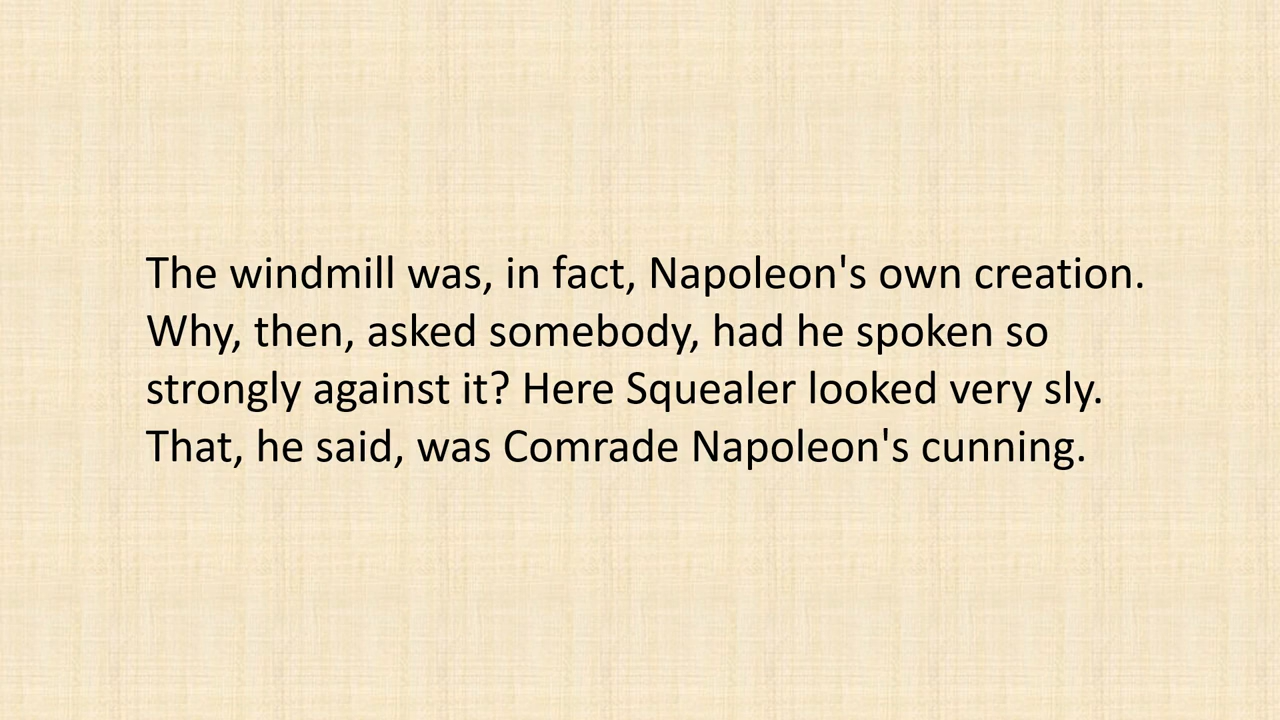 The windmill was, in fact, Napoleon's own creation.
Why, then, asked somebody, had he spoken so
strongly against it? Here Squealer looked very sly.
That, he said, was Comrade Napoleon's cunning.